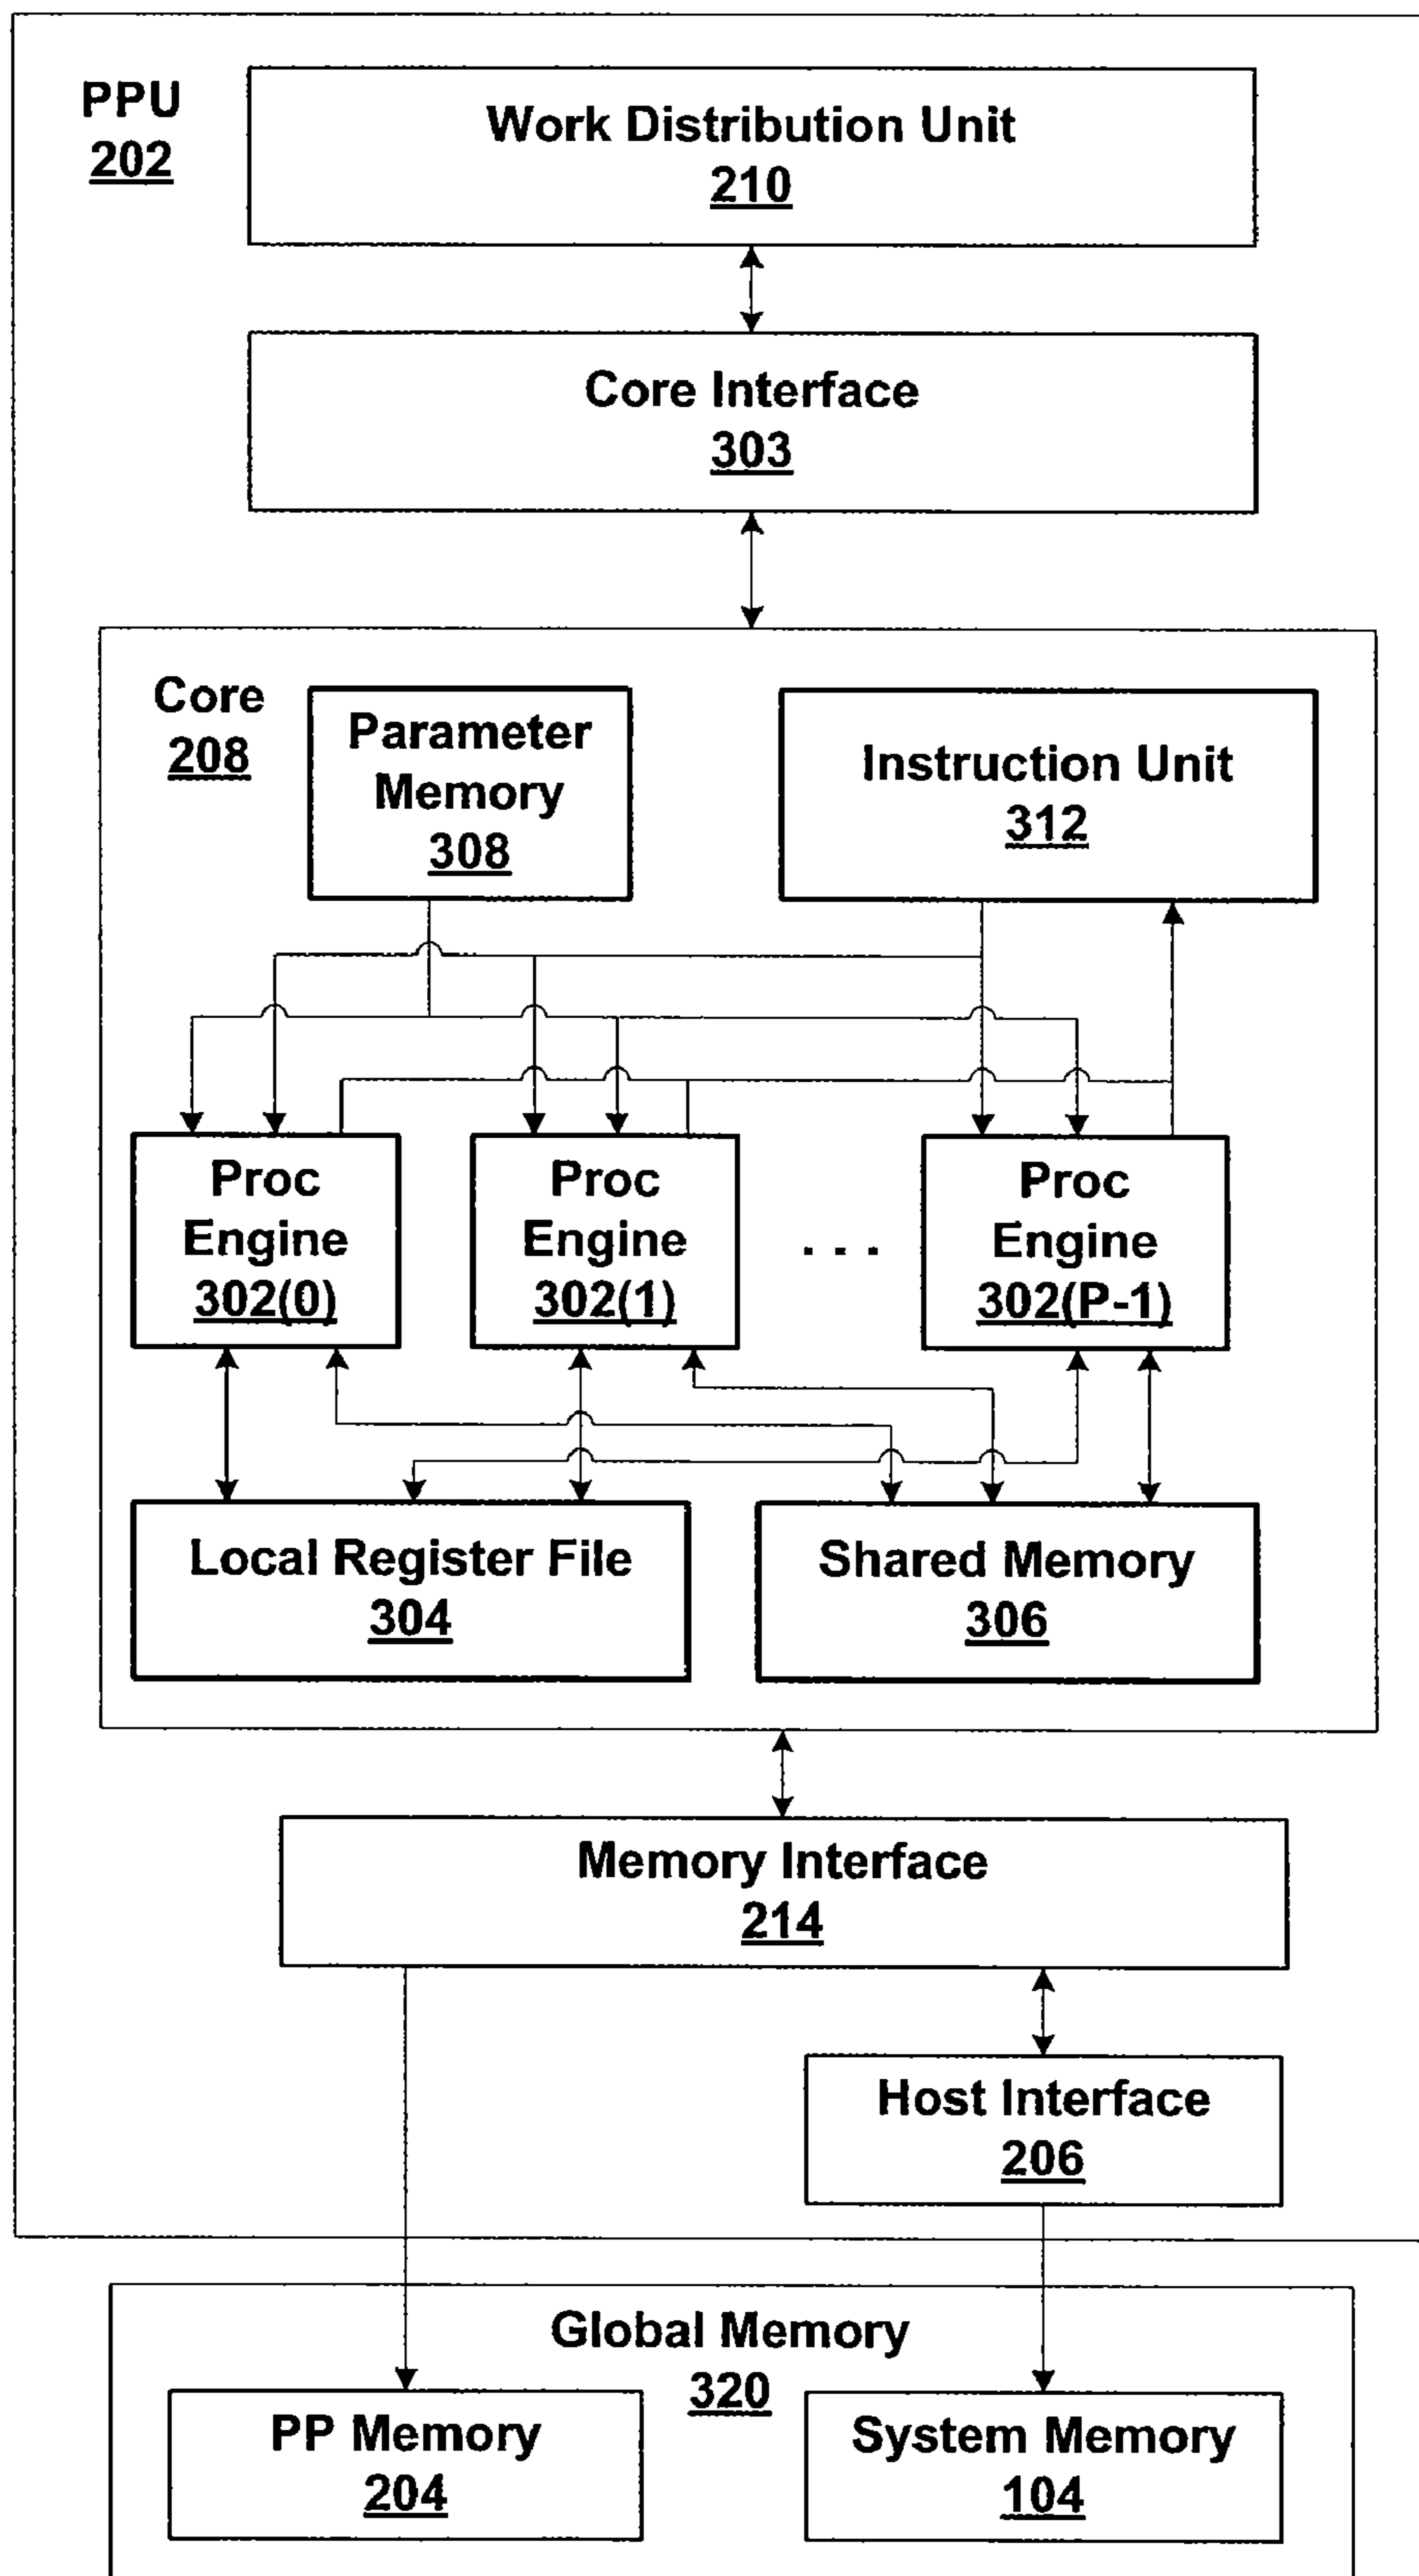 PPU
202
Work Distribution Unit
210
Core Interface
303
Core
208
Parameter
Memory
308
Instruction Unit
312
Proc
Engine
302(0)
Proc
Engine
302(1)
. . .
Proc
Engine
302(P-1)
Local Register File
304
Shared Memory
306
Memory Interface
214
Host Interface
206
Global Memory
320
PP Memory
204
System Memory
104